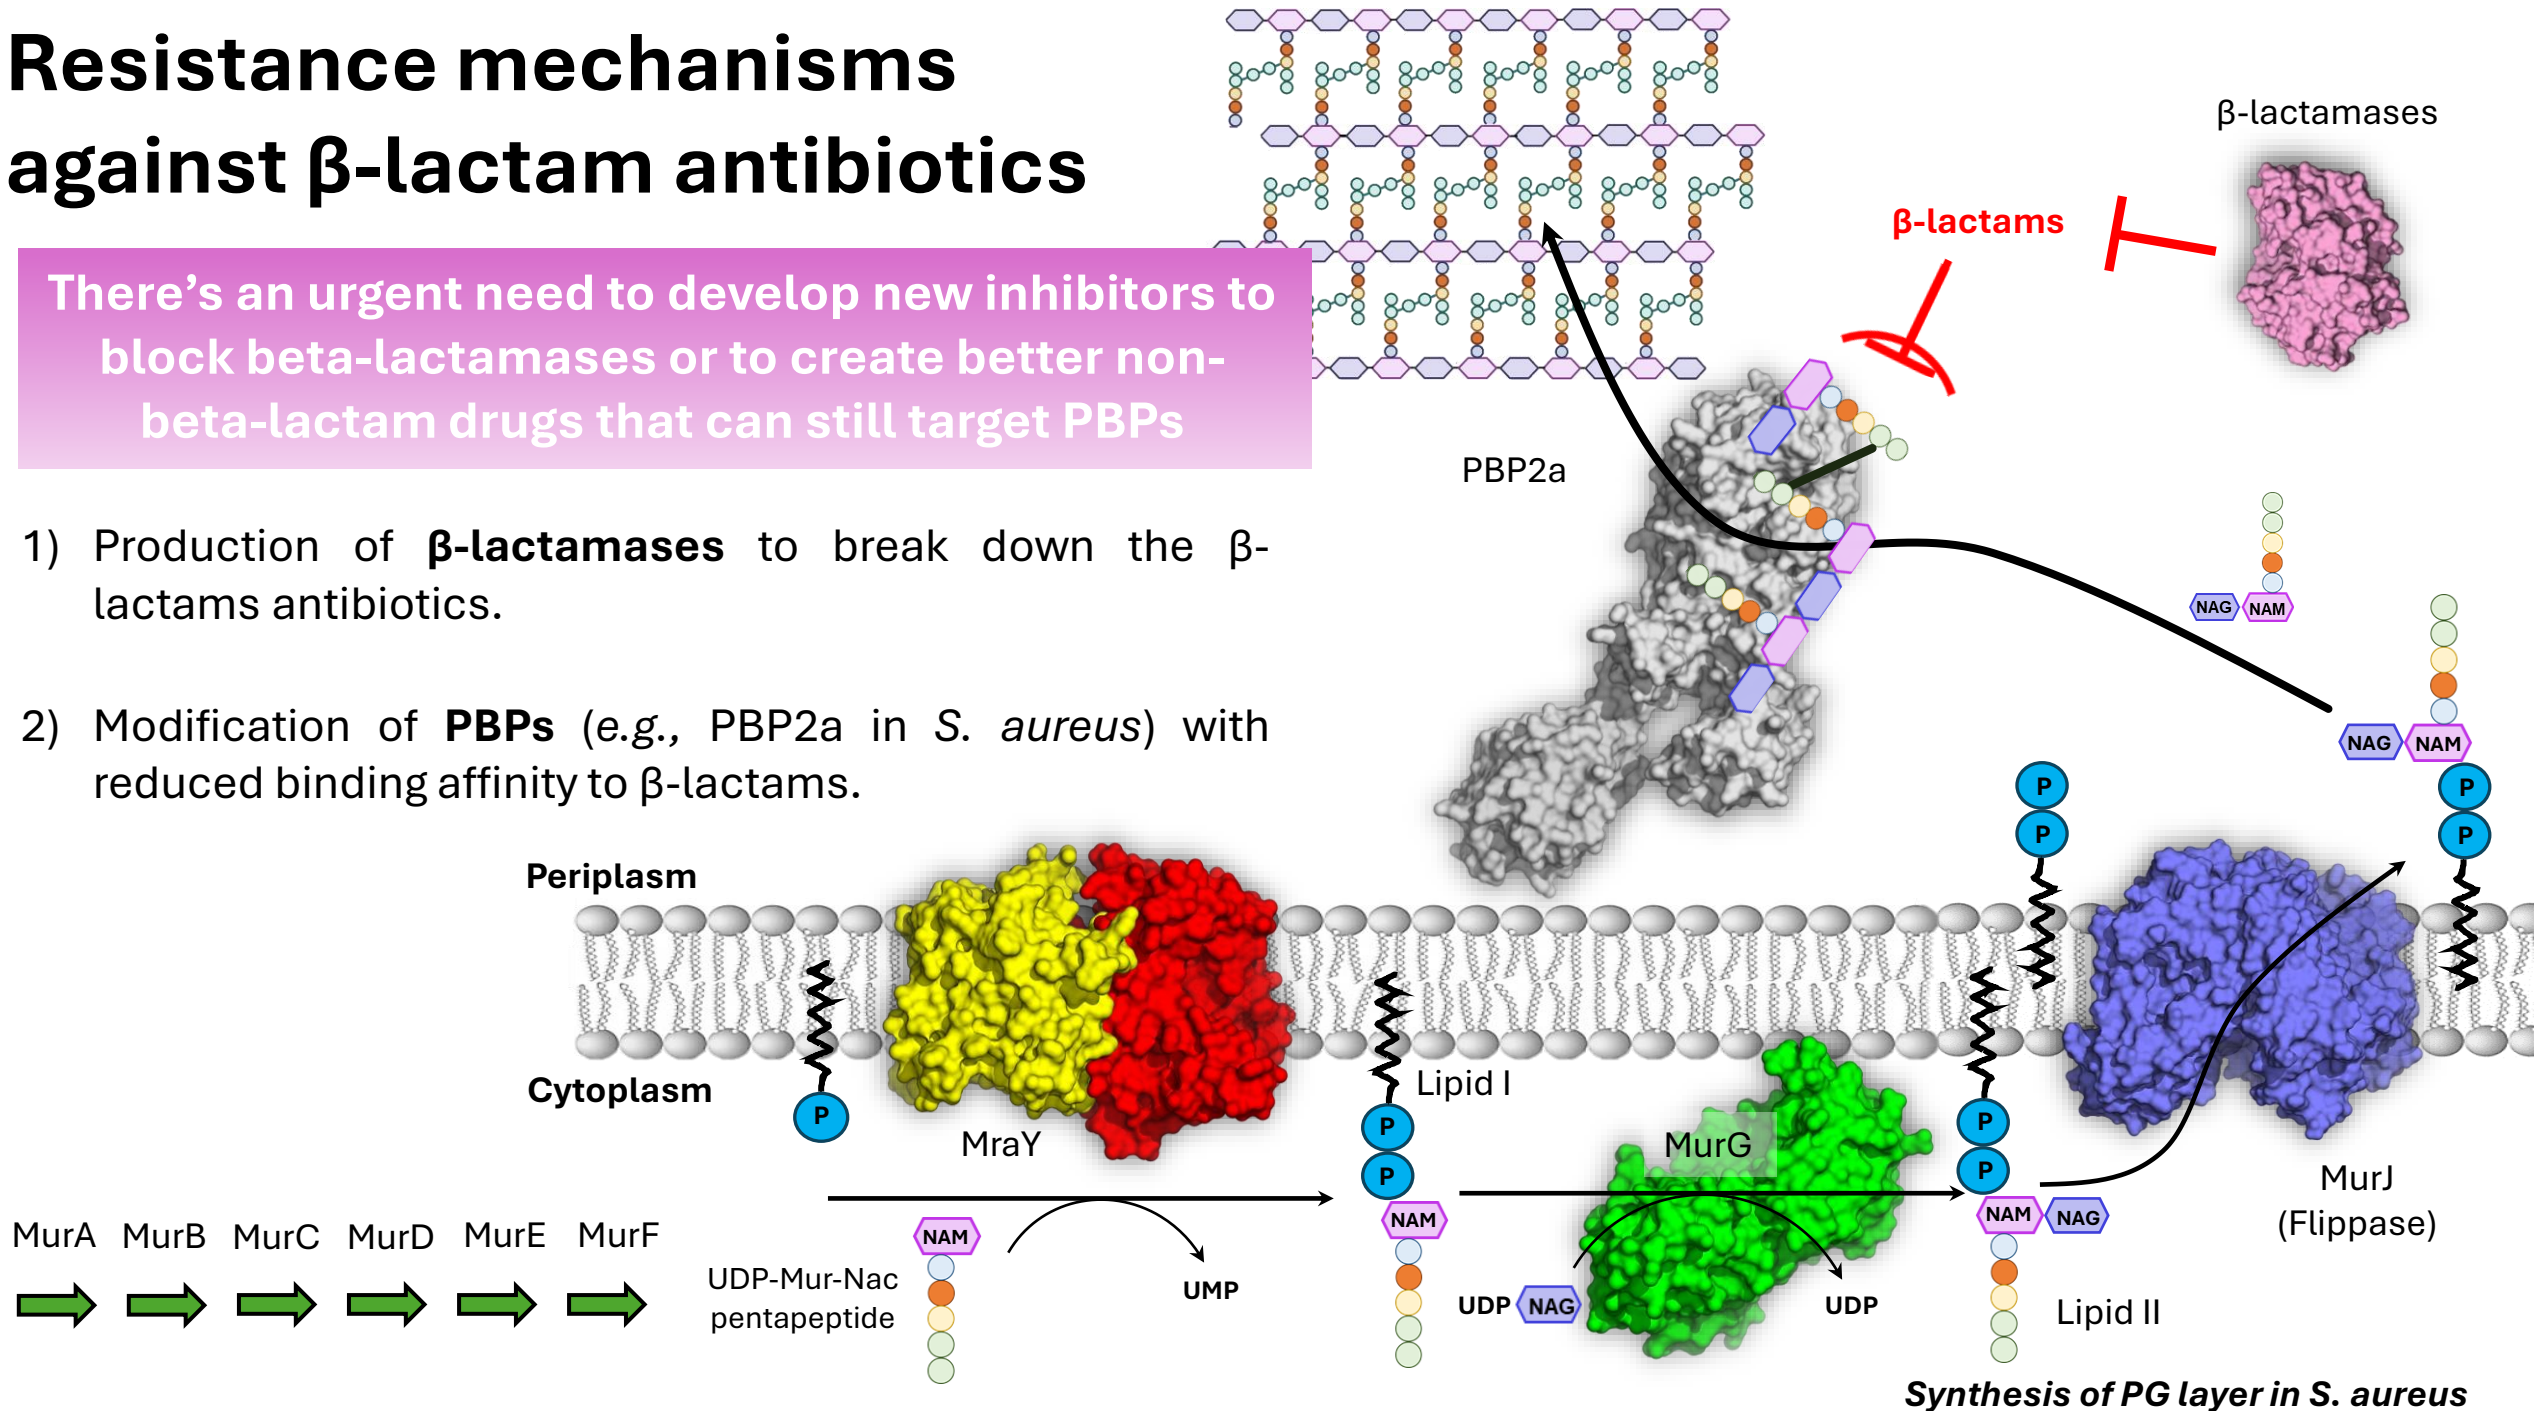 Resistance mechanisms
against β-lactam antibiotics
There's an urgent need to develop new inhibitors to
block beta-lactamases or to create better non-
beta-lactam drugs that can still target PBPs
1) Production of β-lactamases to break down the β-
lactams antibiotics.
2) Modification of PBPs (e.g., PBP2a in S. aureus) with
reduced binding affinity to β-lactams.
β-lactamases
β-lactams
PBP2a
NAG NAM
NAG NAM
P
P
P
P
Periplasm
Cytoplasm
P
MraY
Lipid I
P
P
NAM
MurG
P
P
NAM NAG
MurJ
(Flippase)
MurA MurB MurC MurD MurE MurF
UDP-Mur-Nac
pentapeptide
NAM
UMP
UDP NAG
UDP
Lipid II
Synthesis of PG layer in S. aureus